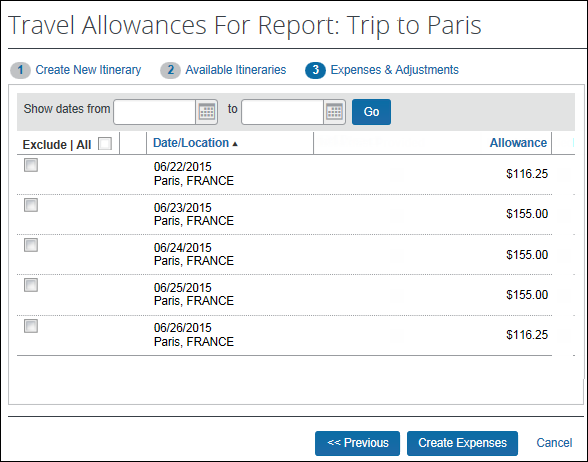 Travel Allowances For Report: Trip to Paris
1 Create New Itinerary 2 Available Itineraries 3 Expenses & Adjustments
Show dates from to Go
Exclude | All Date/Location ▲ Allowance
06/22/2015
Paris, FRANCE
$116.25
06/23/2015
Paris, FRANCE
$155.00
06/24/2015
Paris, FRANCE
$155.00
06/25/2015
Paris, FRANCE
$155.00
06/26/2015
Paris, FRANCE
$116.25
<< Previous Create Expenses Cancel